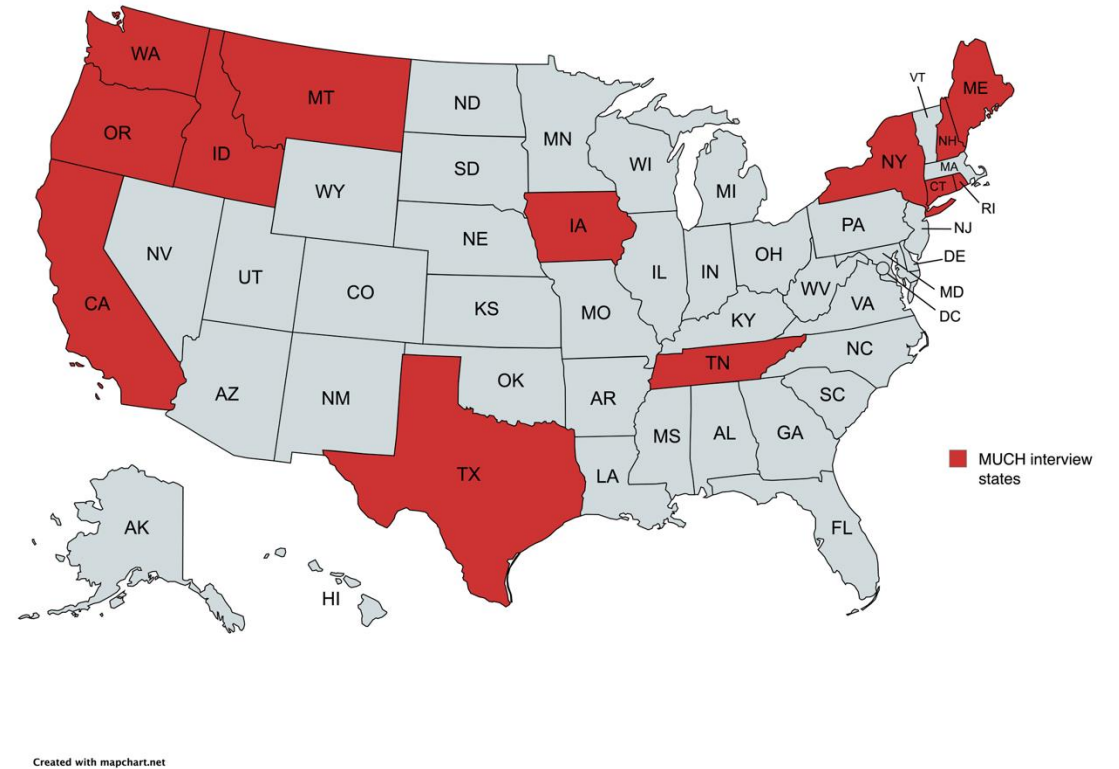 WA
MT
ND
MN
OR
ID
SD
WI
MI
WY
IA
NE
NV
UT
CO
CA
KS
MO
IL
IN
OH
PA
NY
VT
NH
ME
MA
CT
RI
NJ
DE
MD
DC
WV
VA
KY
NC
TN
AZ
NM
OK
AR
SC
MS
AL
GA
TX
LA
FL
AK
HI
MUCH interview
states
Created with mapchart.net